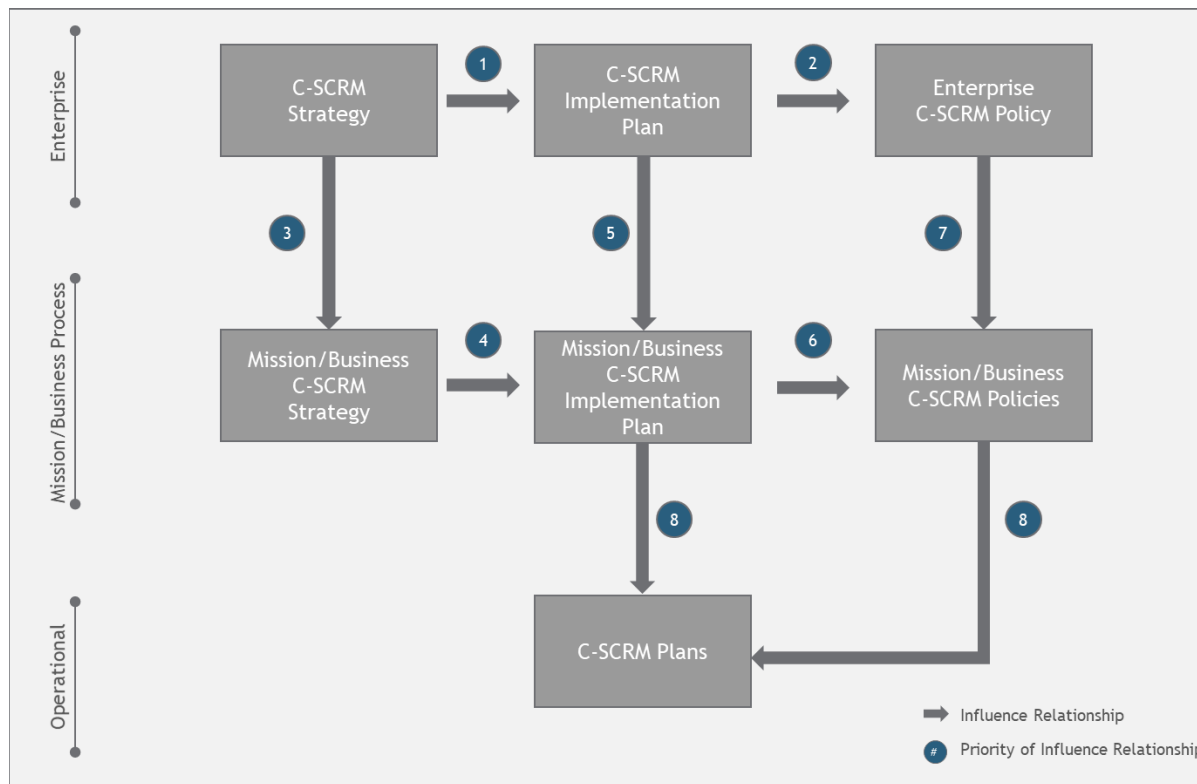 Enterprise
C-SCRM
Strategy
1
C-SCRM
Implementation
Plan
2
Enterprise
C-SCRM Policy
3
5
7
Mission/Business Process
Mission/Business
C-SCRM
Strategy
4
Mission/Business
C-SCRM
Implementation
Plan
6
Mission/Business
C-SCRM Policies
8
8
Operational
C-SCRM Plans
Influence Relationship
# Priority of Influence Relationship